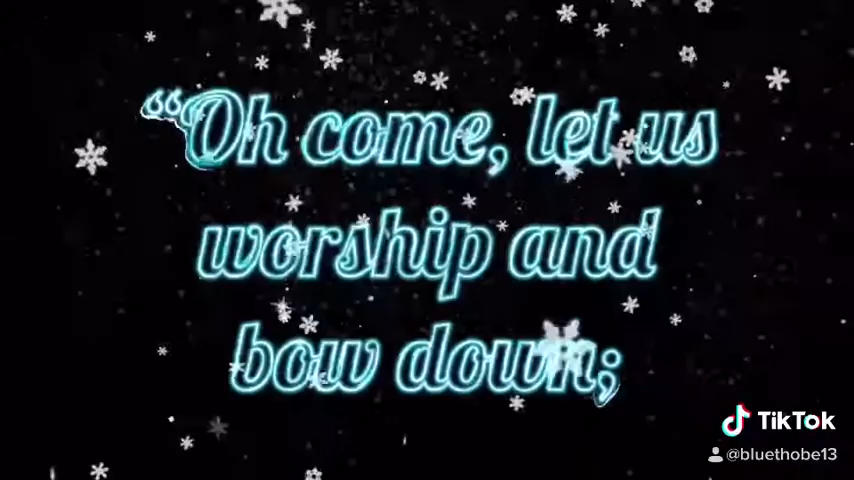 “Oh come, let us
worship and
bow down;
TikTok
@bluethobe13